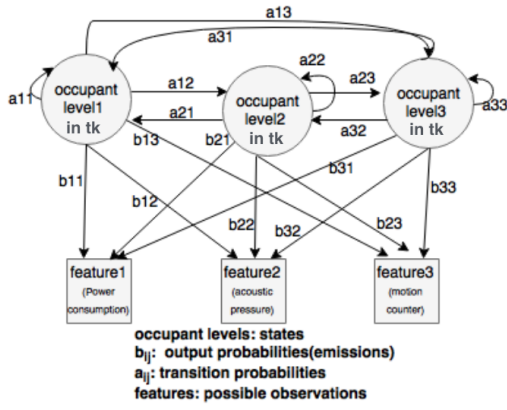 a13
a31
a22
a11
occupant
level1
in tk
a12
occupant
level2
in tk
a23
occupant
level3
in tk
a33
a21
a32
b13
b21
b31
b11
b12
b22
b32
b23
b33
feature1
(Power
consumption)
feature2
(acoustic
pressure)
feature3
(motion
counter)
occupant levels: states
bij: output probabilities(emissions)
aij: transition probabilities
features: possible observations